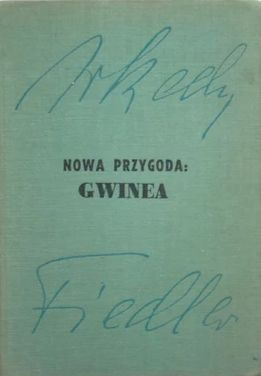 Arkady
NOWA PRZYGODA:
GWINEA
Fiedler